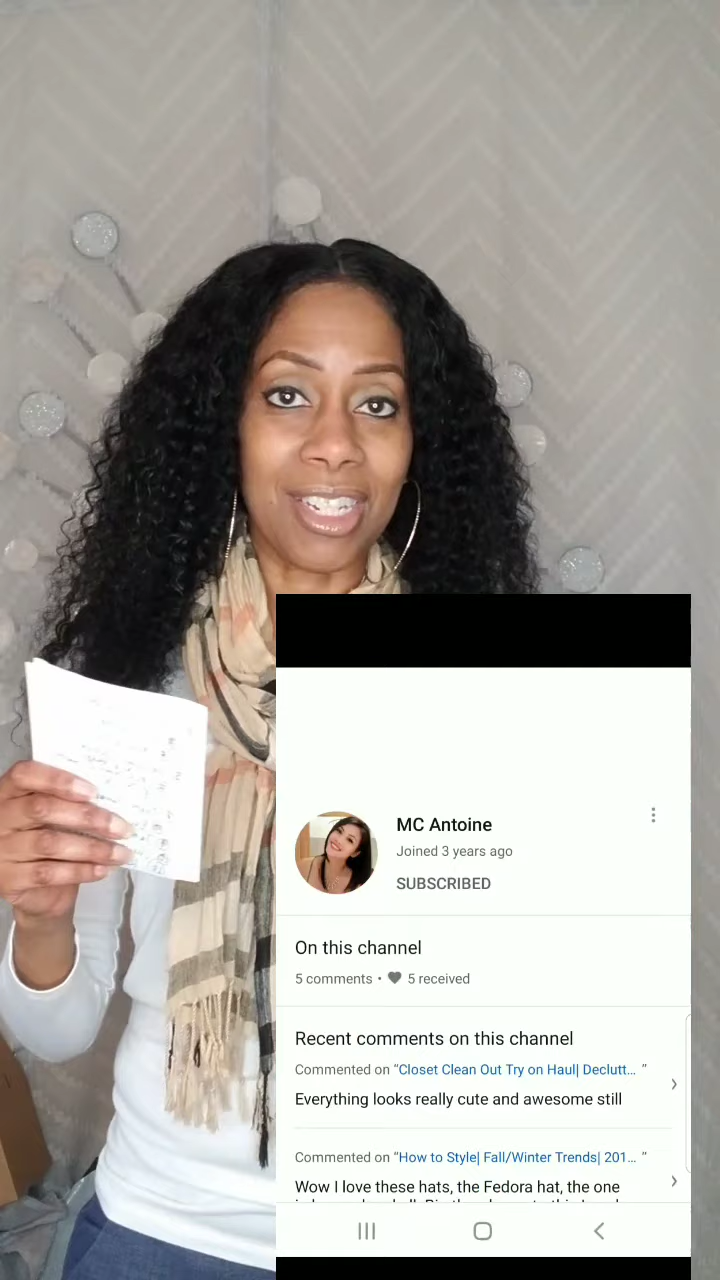 MC Antoine
Joined 3 years ago
SUBSCRIBED
On this channel
5 comments • ♥ 5 received
Recent comments on this channel
Commented on “Closet Clean Out Try on Haul| Declutt... ”
Everything looks really cute and awesome still
Commented on “How to Style| Fall/Winter Trends| 201... ”
Wow I love these hats, the Fedora hat, the one